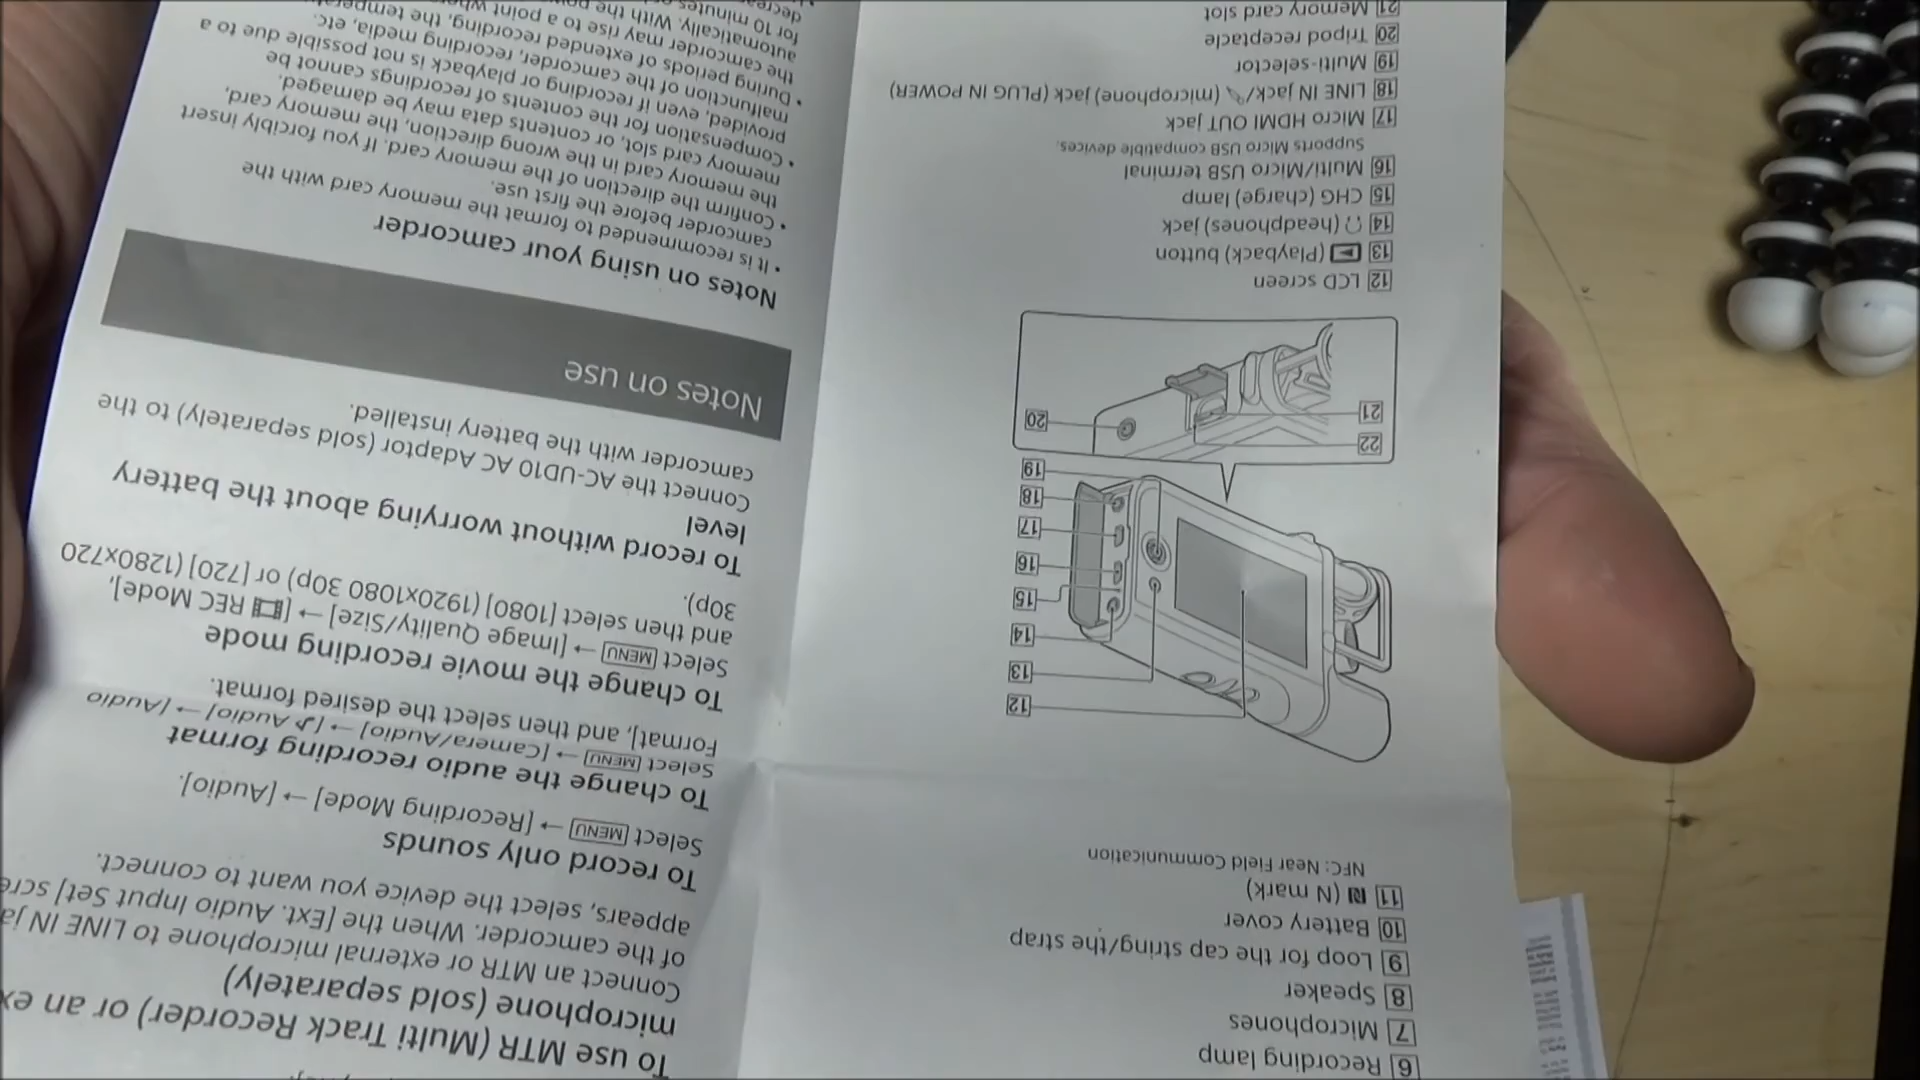 6 Recording lamp
7 Microphones
8 Speaker
9 Loop for the cap string/the strap
10 Battery cover
11 (N mark)
NFC: Near Field Communication
12
13
14
15
16
17
18
19
22
20
21
12 LCD screen
13 (Playback) button
14 (headphones) jack
15 CHG (charge) lamp
16 Multi/Micro USB terminal
Supports Micro USB compatible devices.
17 Micro HDMI OUT jack
18 LINE IN jack/ (microphone) jack (PLUG IN POWER)
19 Multi-selector
20 Tripod receptacle
21 Memory card slot
To use MTR (Multi Track Recorder) or an
microphone (sold separately)
Connect an MTR or external microphone to LINE IN
of the camcorder. When the [Ext. Audio Input Set]
appears, select the device you want to connect.
To record only sounds
Select MENU → [Recording Mode] → [Audio].
To change the audio recording format
Select MENU → [Camera/Audio] → [♪ Audio] → [Audio
Format], and then select the desired format.
To change the movie recording mode
Select MENU → [Image Quality/Size] → [ REC Mode],
and then select [1080] (1920x1080 30p) or [720] (1280x720
30p).
To record without worrying about the battery
level
Connect the AC-UD10 AC Adaptor (sold separately) to the
camcorder with the battery installed.
Notes on use
Notes on using your camcorder
• It is recommended to format the memory card with the
camcorder before the first use.
• Confirm the direction of the memory card. If you forcibly insert
the memory card in the wrong direction, the memory card,
memory card slot, or contents data may be damaged.
• Compensation for the contents of recordings cannot be
provided, even if recording or playback is not possible due to a
malfunction of the camcorder, recording media, etc.
• During periods of extended recording, the
the camcorder may rise to a point
automatically. With the
for 10 minutes